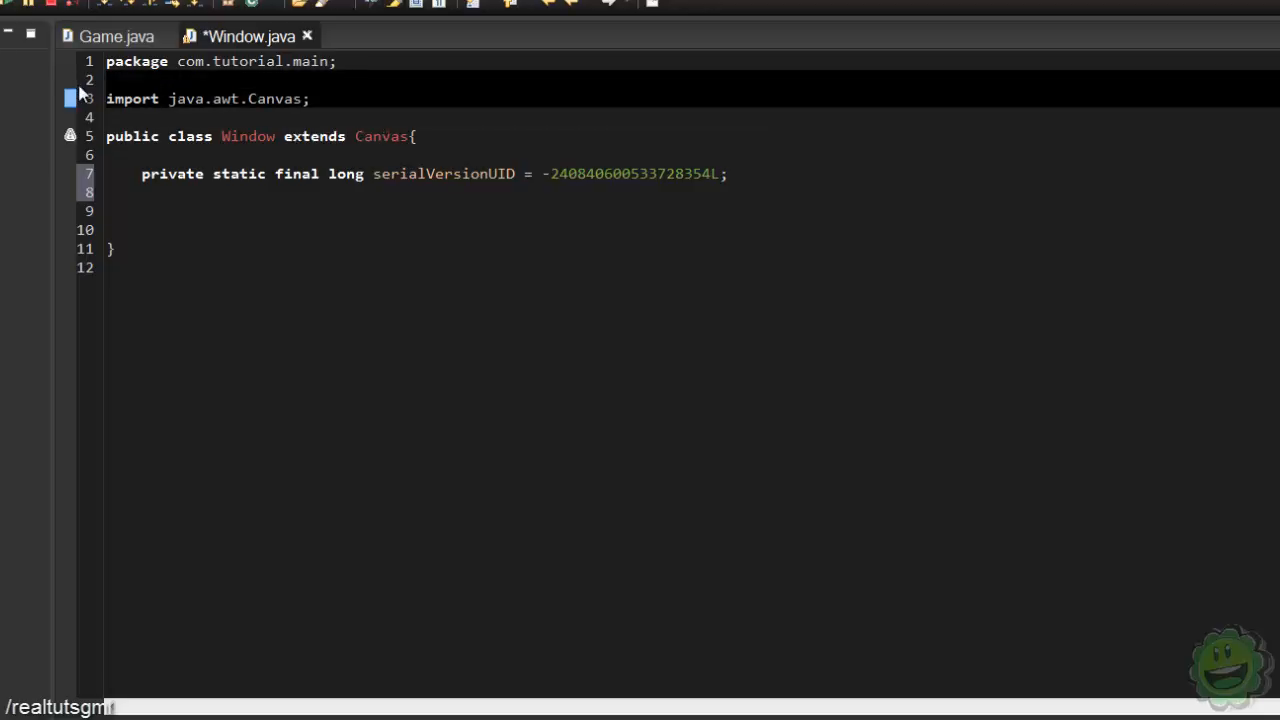 Game.java *Window.java
1 package com.tutorial.main;
2
3 import java.awt.Canvas;
4
5 public class Window extends Canvas{
6
7 private static final long serialVersionUID = -240840600533728354L;
8
9
10
11 }
12
/realtutsgml